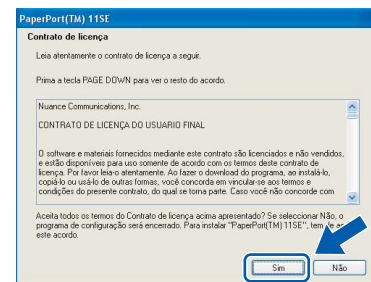 PaperPort(TM) 11SE
Contrato de licença
Leia atentamente o contrato de licença a seguir.
Prima a tecla PAGE DOWN para ver o resto do acordo.
Nuance Communications, Inc.
CONTRATO DE LICENÇA DO USUARIO FINAL
O software e materiais fornecidos mediante este contrato são licenciados e não vendidos,
e estão disponíveis para uso somente de acordo com os termos deste contrato de
licença. Por favor leia-o atentamente. Ao fazer o download do programa, ao instalá-lo,
copiá-lo ou usá-lo de outras formas, você concorda em vincular-se aos termos e
condições do presente contrato, do qual se torna parte. Caso você não concorde com
Aceita todos os termos do Contrato de licença acima apresentado? Se seleccionar Não, o
programa de configuração será encerrado. Para instalar "PaperPort(TM) 11SE", tem
este acordo.
Sim
Não